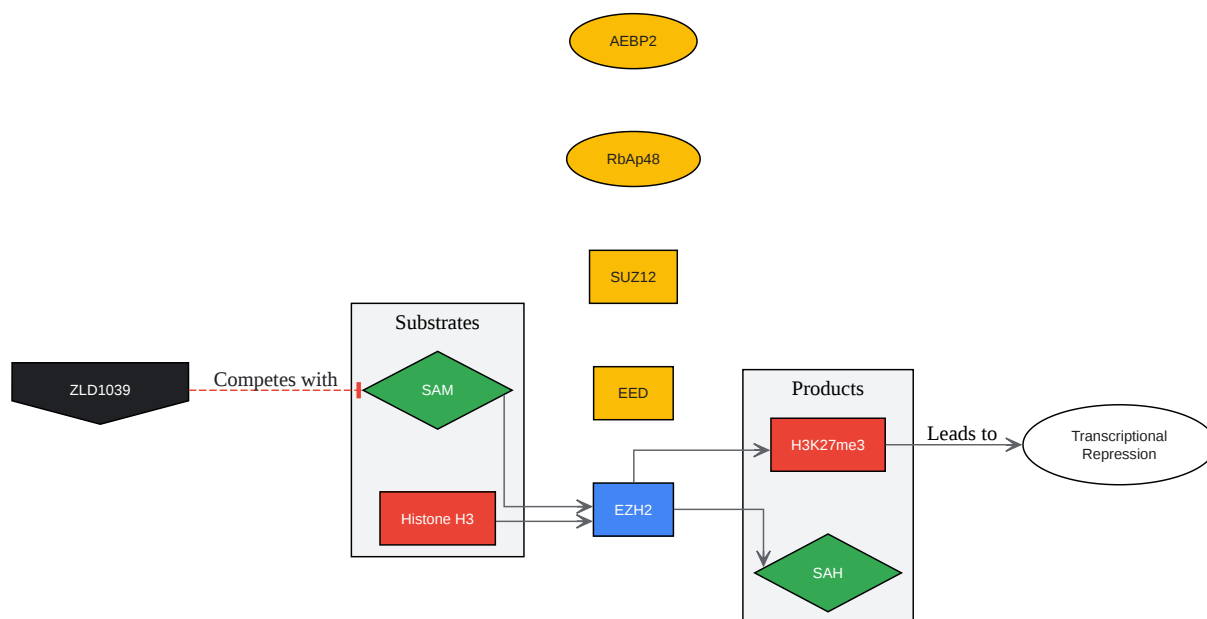 AEBP2
RbAp48
SUZ12
Substrates
ZLD1039
Competes with
SAM
EED
Products
H3K27me3
Leads to
Transcriptional
Repression
Histone H3
EZH2
SAH